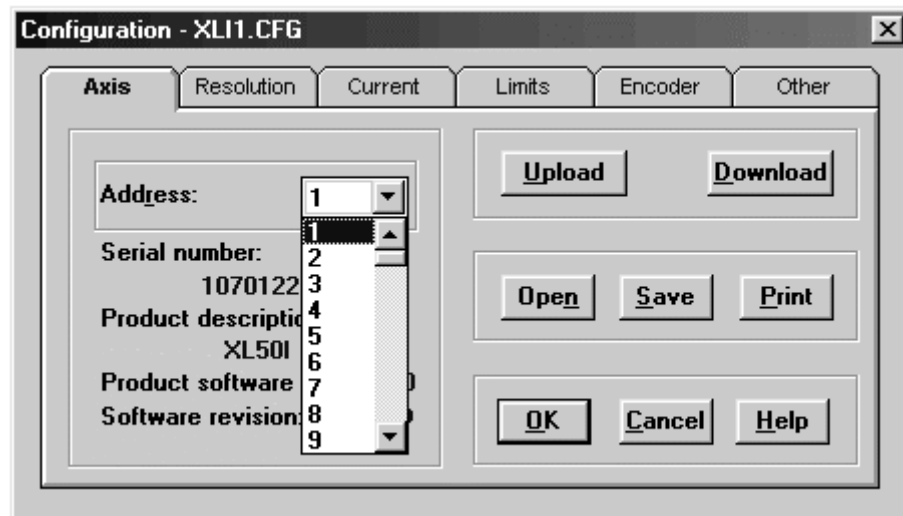 Configuration - XLI1.CFG
Axis Resolution Current Limits Encoder Other
Address: 1
1
2
3
4
5
6
7
8
9
Serial number:
1070122
Product
XL50I
Product software
Software revision:
Upload Download
Open Save Print
OK Cancel Help